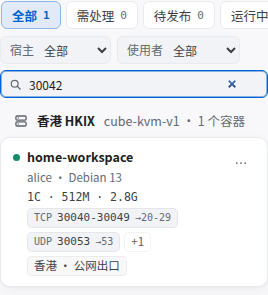 全部 1 需处理 0 待发布 0 运行中
宿主 全部 使用者 全部
30042 ×
香港 HKIX cube-kvm-v1 · 1 个容器
home-workspace …
alice · Debian 13
1C · 512M · 2.8G
TCP 30040-30049 →20-29
UDP 30053 →53 +1
香港 · 公网出口